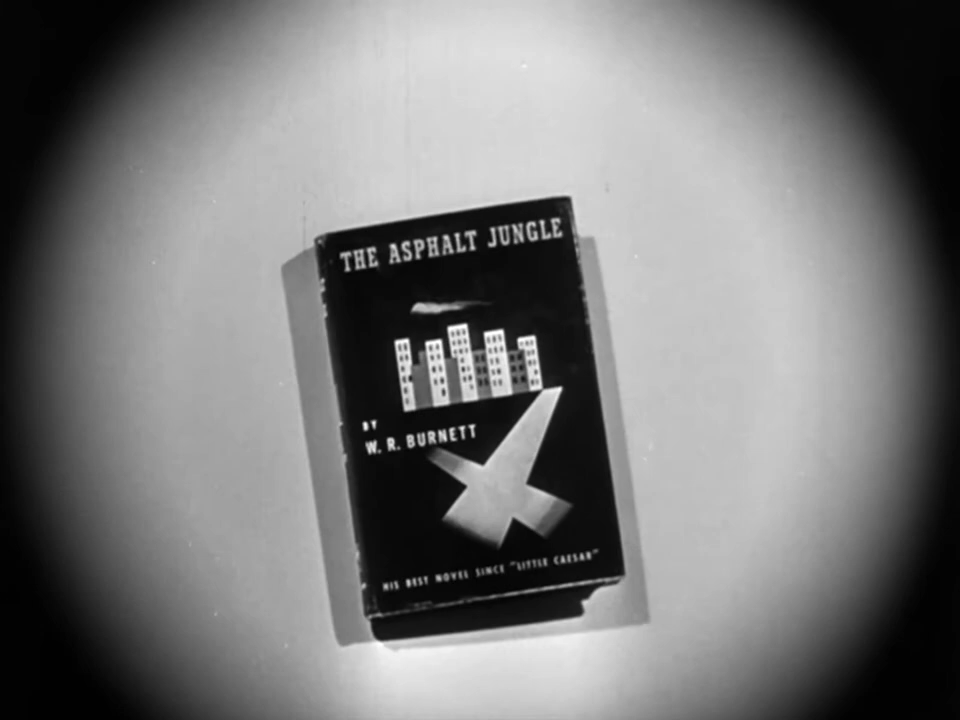 THE ASPHALT JUNGLE
BY
W. R. BURNETT
HIS BEST NOVEL SINCE "LITTLE CAESAR"